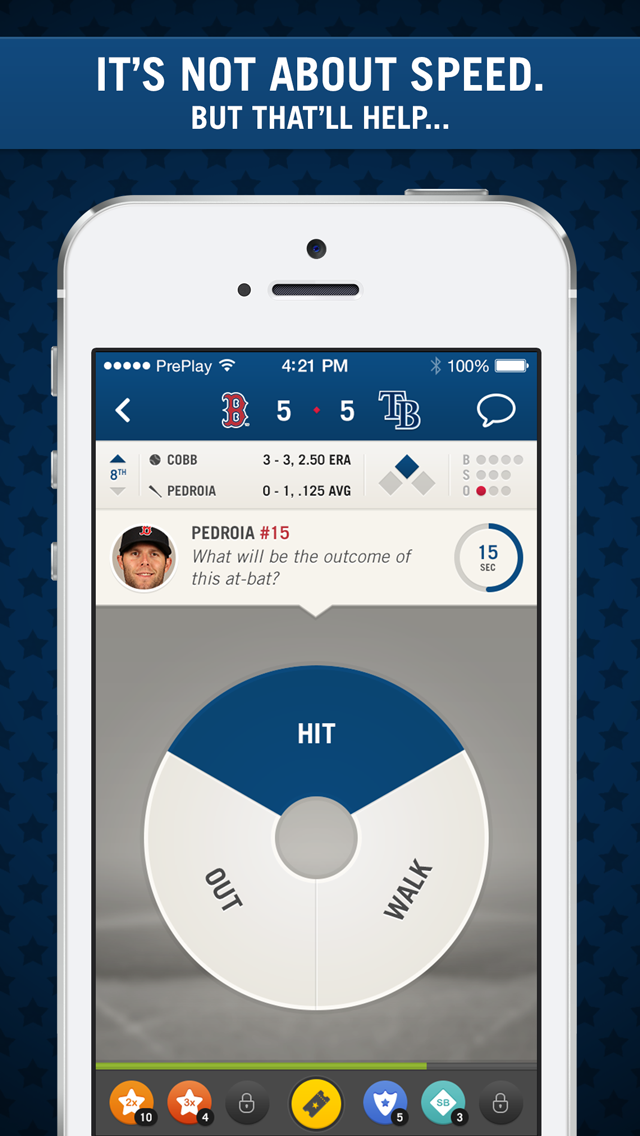 IT'S NOT ABOUT SPEED.
BUT THAT'LL HELP...
PrePlay 4:21 PM 100%
B 5 5 TB
8TH COBB 3 - 3, 2.50 ERA B
S
PEDROIA 0 - 1, .125 AVG O
B
PEDROIA #15
What will be the outcome of
this at-bat?
15
SEC
HIT
OUT
WALK
2x 10 3x 4 5 SB 3